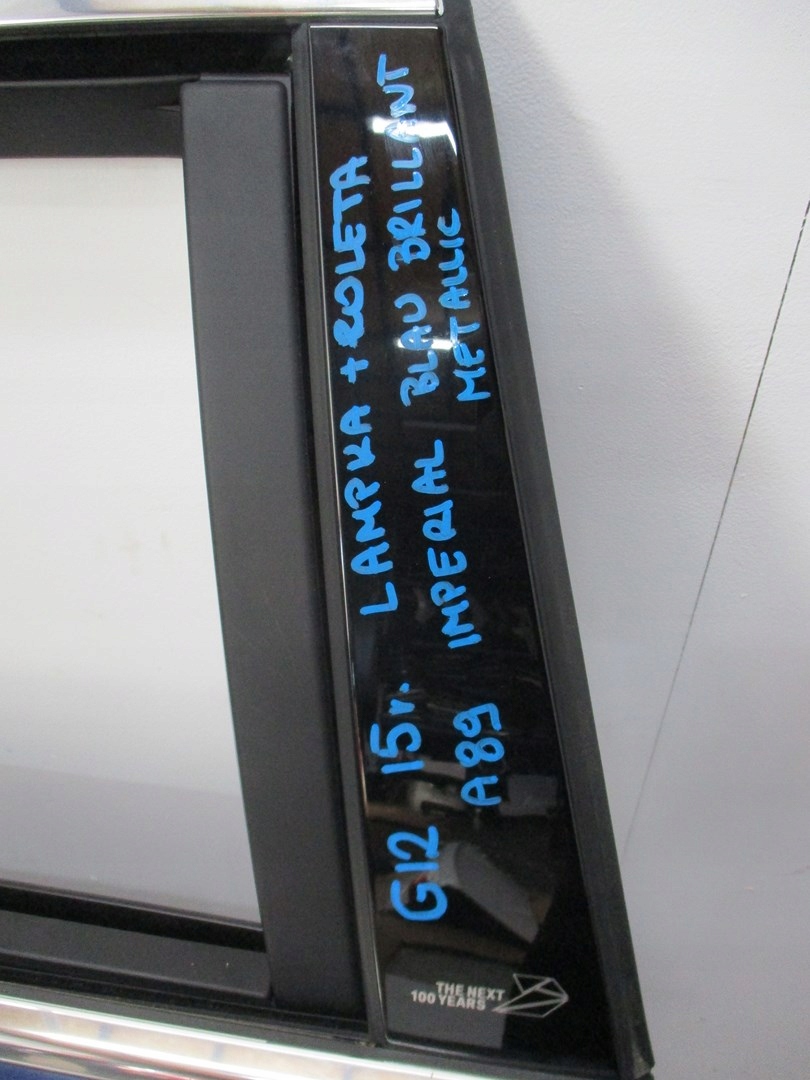 G12 15r. LAMPKA + ROLETA
A89 IMPERIAL BLAU BRILLANT
METALLIC
THE NEXT
100 YEARS